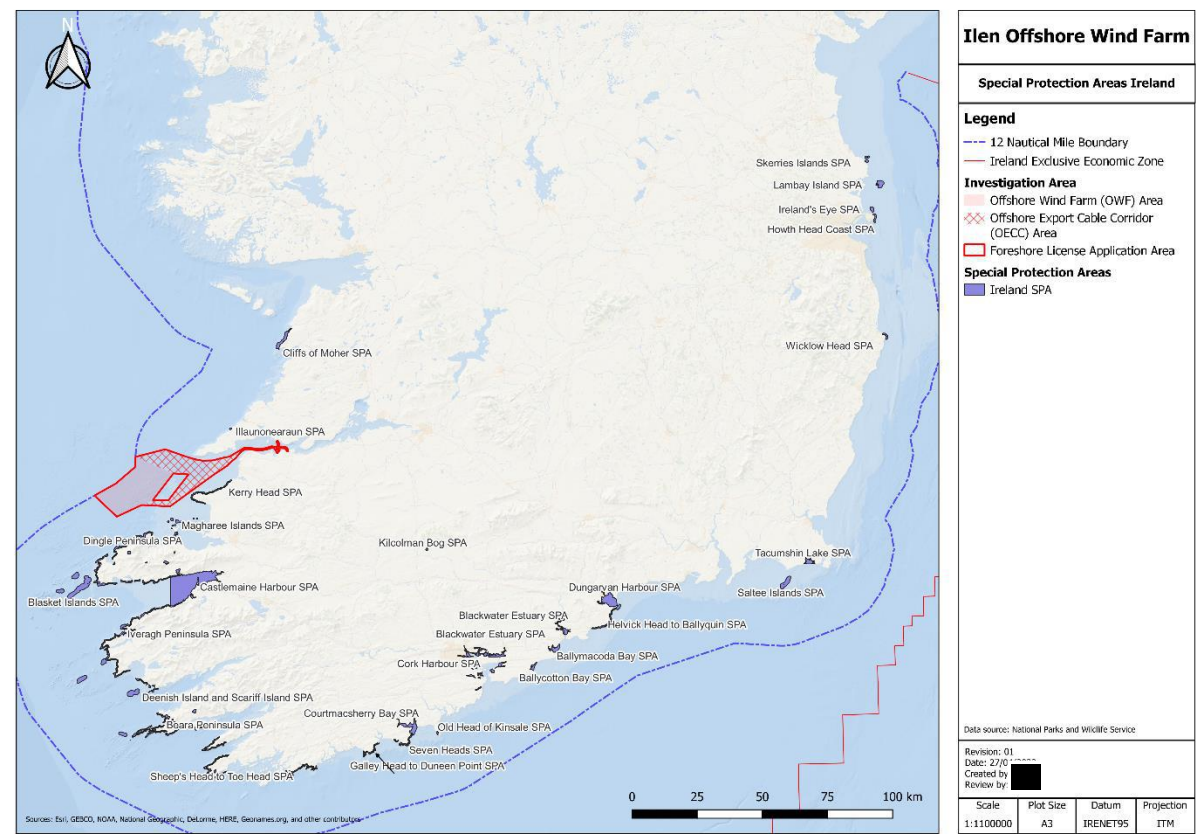 N
Skerries Islands SPA
Lambay Island SPA
Ireland's Eye SPA
Howth Head Coast SPA
Cliffs of Moher SPA
Wicklow Head SPA
Illaunonearaun SPA
Kerry Head SPA
Magharee Islands SPA
Dingle Peninsula SPA
Kilcolman Bog SPA
Tacumshin Lake SPA
Castlemaine Harbour SPA
Dungarvan Harbour SPA
Saltee Islands SPA
Blasket Islands SPA
Blackwater Estuary SPA
Helvick Head to Ballyquin SPA
Iveragh Peninsula SPA
Blackwater Estuary SPA
Ballymacoda Bay SPA
Cork Harbour SPA
Ballycotton Bay SPA
Deenish Island and Scariff Island SPA
Courtmacsherry Bay SPA
Beara Peninsula SPA
Old Head of Kinsale SPA
Seven Heads SPA
Galley Head to Duneen Point SPA
Sheep's Head to Toe Head SPA
0 25 50 75 100 km
Sources: Esri, GEBCO, NOAA, National Geographic, DeLorme, HERE, Geonames.org, and other contributors
Ilen Offshore Wind Farm
Special Protection Areas Ireland
Legend
12 Nautical Mile Boundary
Ireland Exclusive Economic Zone
Investigation Area
Offshore Wind Farm (OWF) Area
Offshore Export Cable Corridor
(OECC) Area
Foreshore License Application Area
Special Protection Areas
Ireland SPA
Data source: National Parks and Wildlife Service
Revision: 01
Date:
Created by
Review by:
Scale Plot Size Datum Projection
1:1100000 A3 IRENET95 ITM